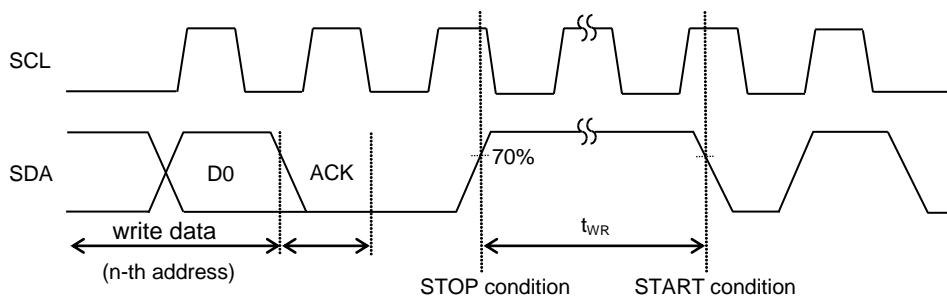 SCL
SDA
D0
ACK
70%
write data
(n-th address)
tWR
STOP condition
START condition